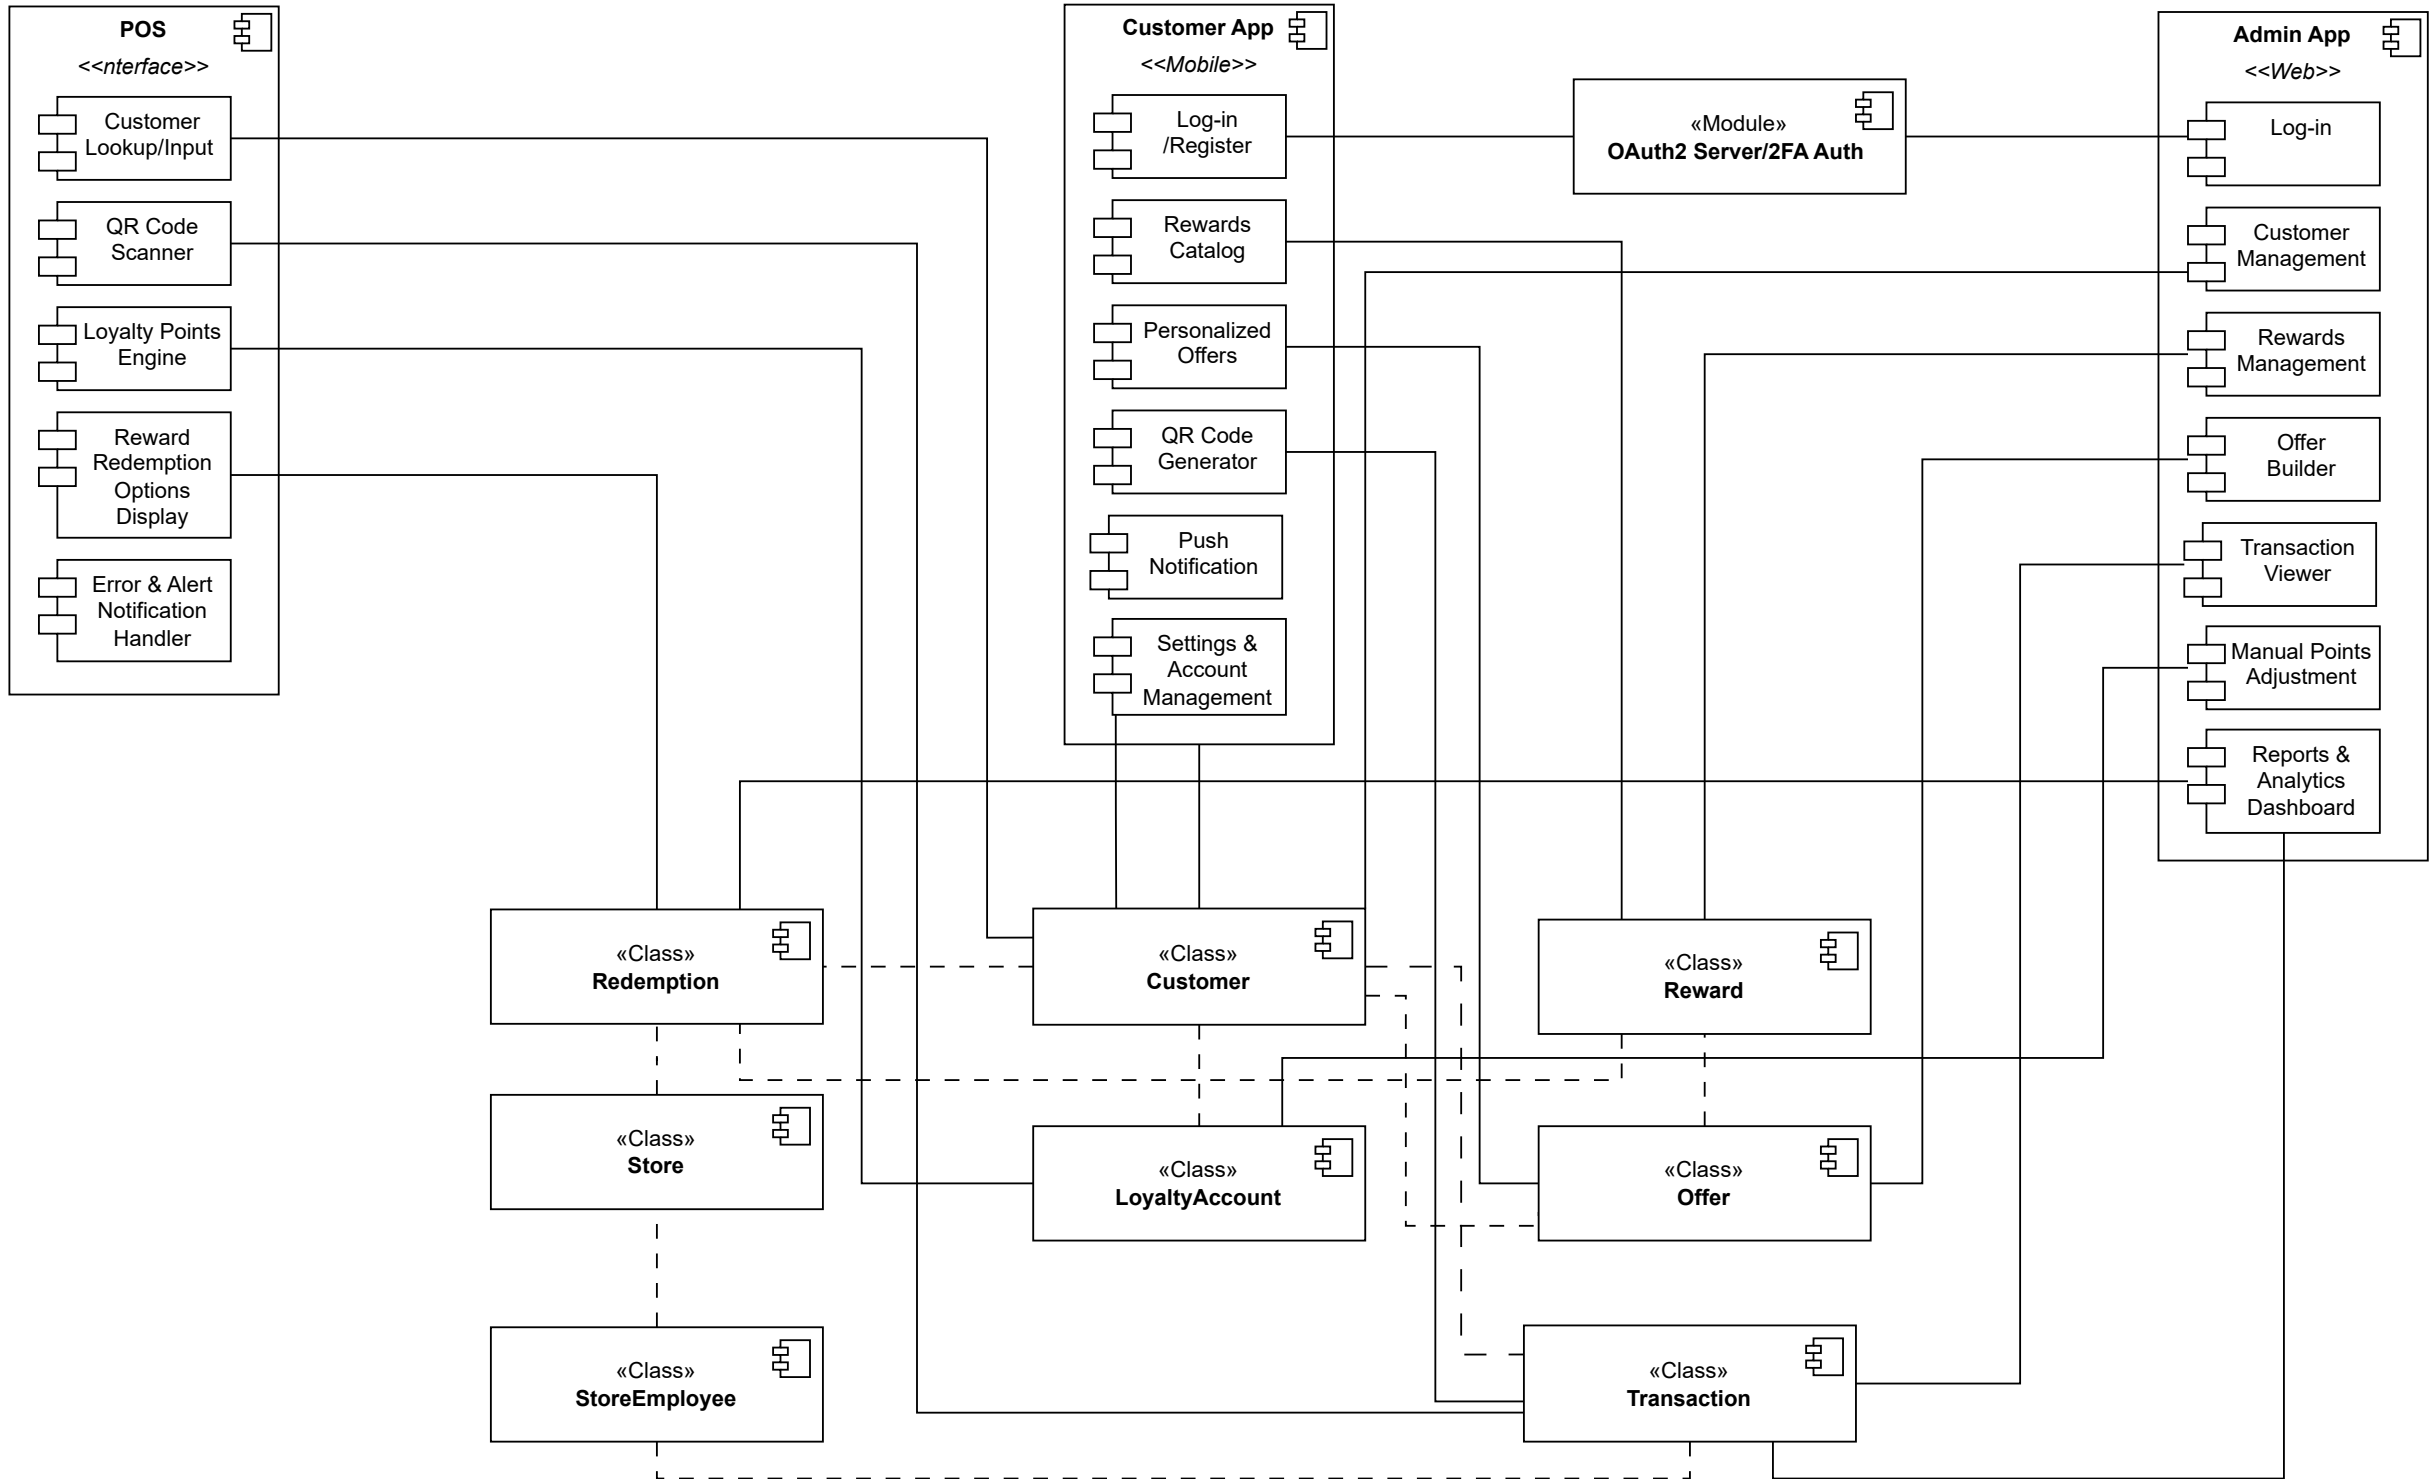 POS
<<nterface>>
Customer
Lookup/Input
QR Code
Scanner
Loyalty Points
Engine
Reward
Redemption
Options
Display
Error & Alert
Notification
Handler
Customer App
<<Mobile>>
Log-in
/Register
Rewards
Catalog
Personalized
Offers
QR Code
Generator
Push
Notification
Settings &
Account
Management
«Module»
OAuth2 Server/2FA Auth
Admin App
<<Web>>
Log-in
Customer
Management
Rewards
Management
Offer
Builder
Transaction
Viewer
Manual Points
Adjustment
Reports &
Analytics
Dashboard
«Class»
Redemption
«Class»
Customer
«Class»
Reward
«Class»
Store
«Class»
LoyaltyAccount
«Class»
Offer
«Class»
StoreEmployee
«Class»
Transaction